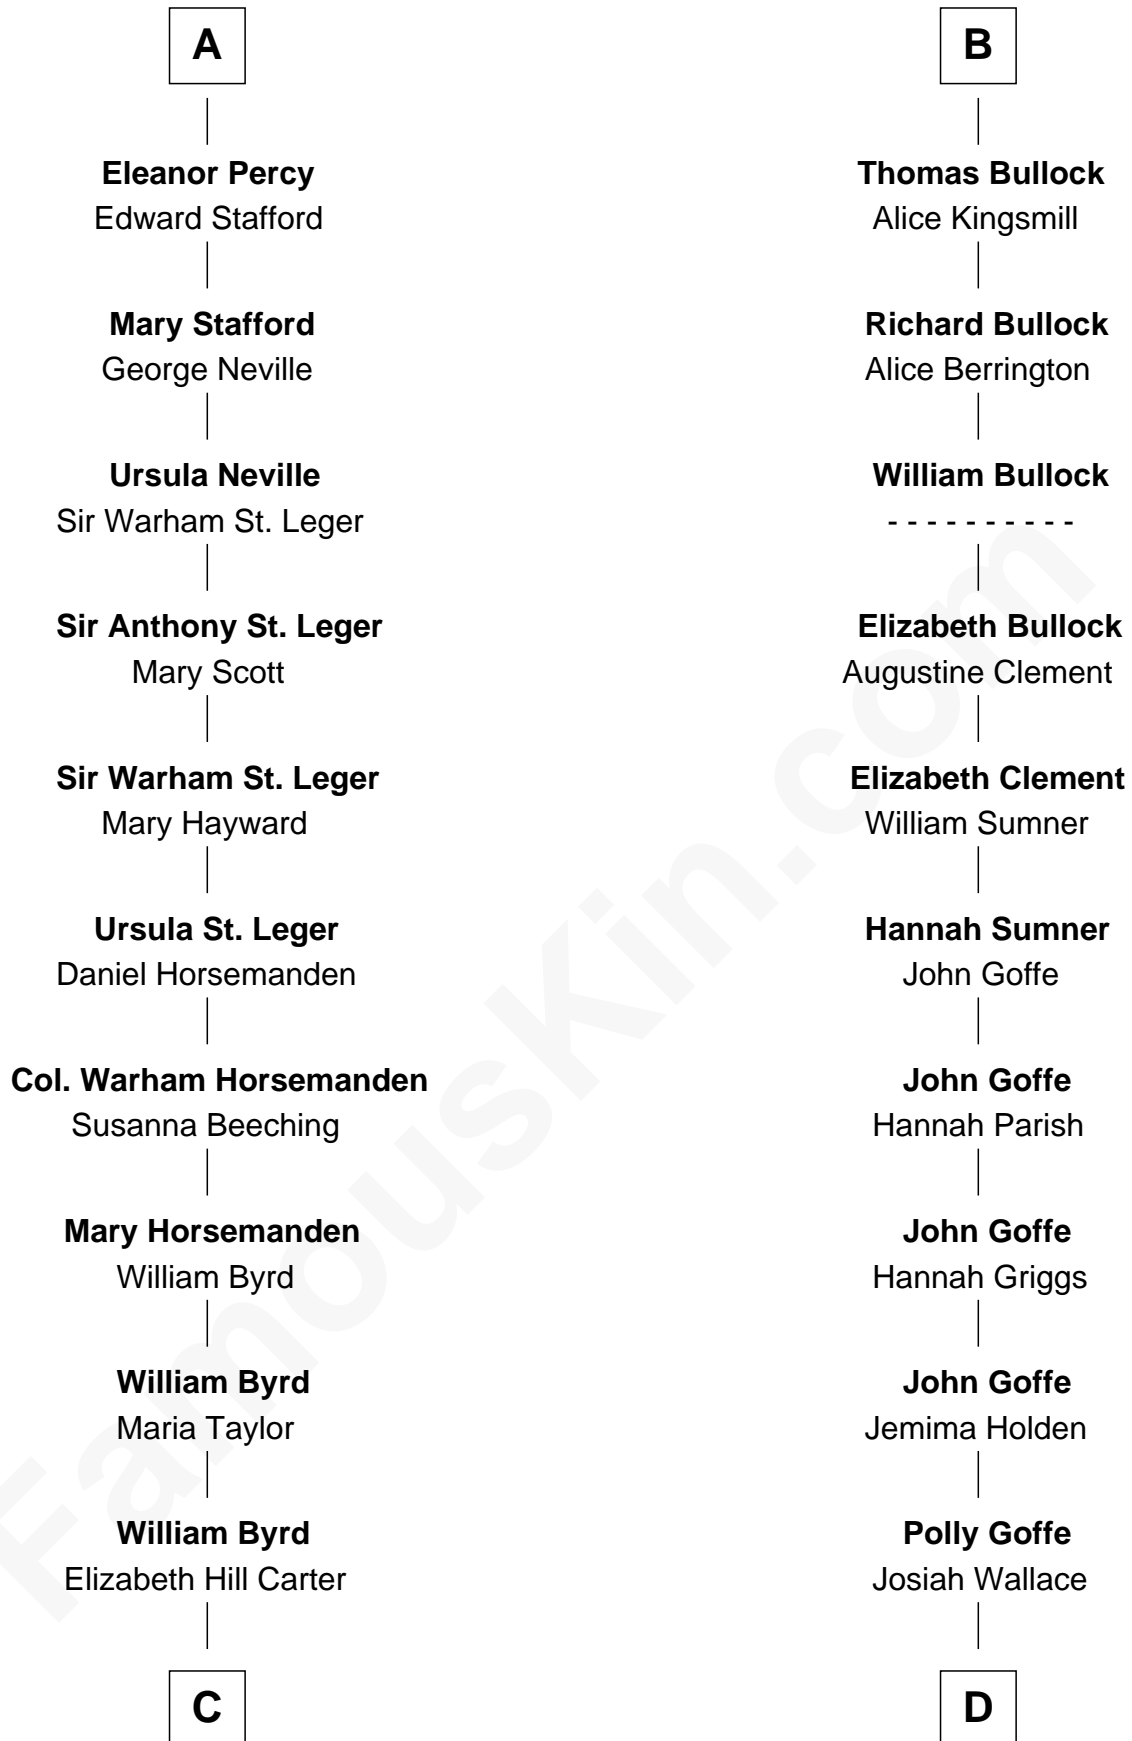 A
Eleanor Percy
Edward Stafford
Mary Stafford
George Neville
Ursula Neville
Sir Warham St. Leger
Sir Anthony St. Leger
Mary Scott
Sir Warham St. Leger
Mary Hayward
Ursula St. Leger
Daniel Horsemanden
Col. Warham Horsemanden
Susanna Beeching
Mary Horsemanden
William Byrd
William Byrd
Maria Taylor
William Byrd
Elizabeth Hill Carter
C
B
Thomas Bullock
Alice Kingsmill
Richard Bullock
Alice Berrington
William Bullock
- - - - - - - - - -
Elizabeth Bullock
Augustine Clement
Elizabeth Clement
William Sumner
Hannah Sumner
John Goffe
John Goffe
Hannah Parish
John Goffe
Hannah Griggs
John Goffe
Jemima Holden
Polly Goffe
Josiah Wallace
D
FamousKin.com